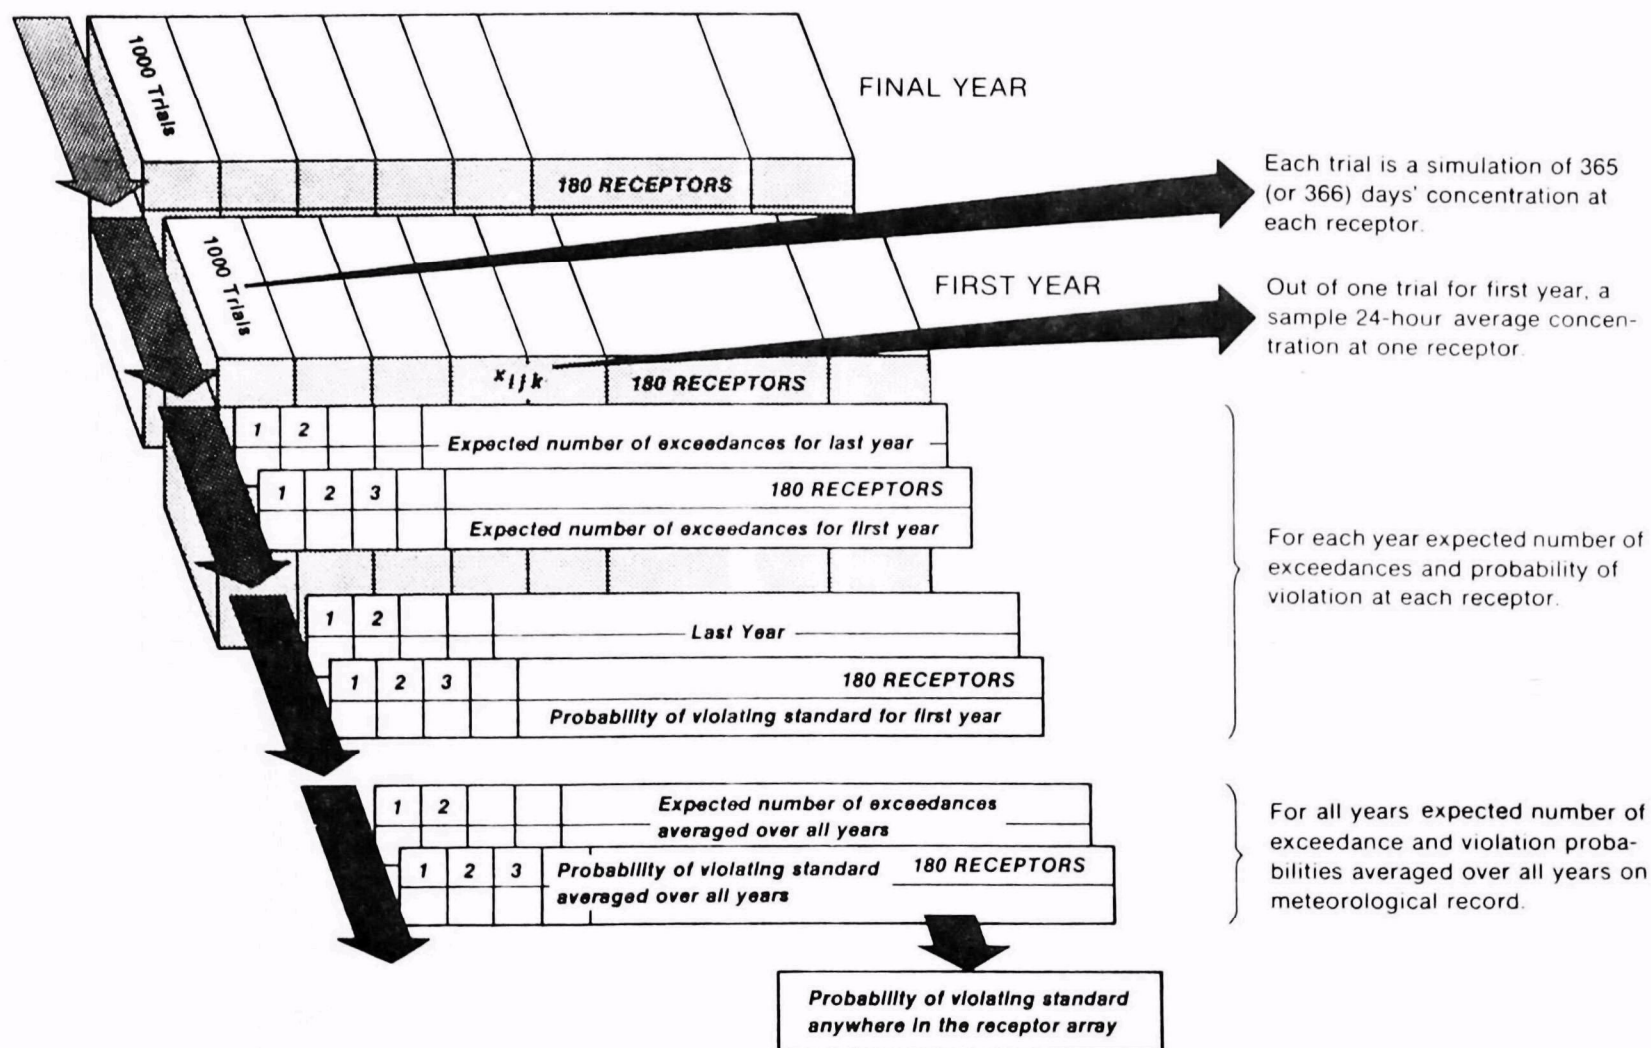 1000 Trials
FINAL YEAR
180 RECEPTORS
Each trial is a simulation of 365
(or 366) days' concentration at
each receptor.
1000 Trials
FIRST YEAR
Out of one trial for first year, a
sample 24-hour average concen-
tration at one receptor.
x i j k
180 RECEPTORS
1 2
Expected number of exceedances for last year
1 2 3
180 RECEPTORS
Expected number of exceedances for first year
For each year expected number of
exceedances and probability of
violation at each receptor.
1 2
Last Year
1 2 3
180 RECEPTORS
Probability of violating standard for first year
1 2
Expected number of exceedances
averaged over all years
1 2 3
Probability of violating standard
averaged over all years
180 RECEPTORS
For all years expected number of
exceedance and violation proba-
bilities averaged over all years on
meteorological record.
Probability of violating standard
anywhere in the receptor array